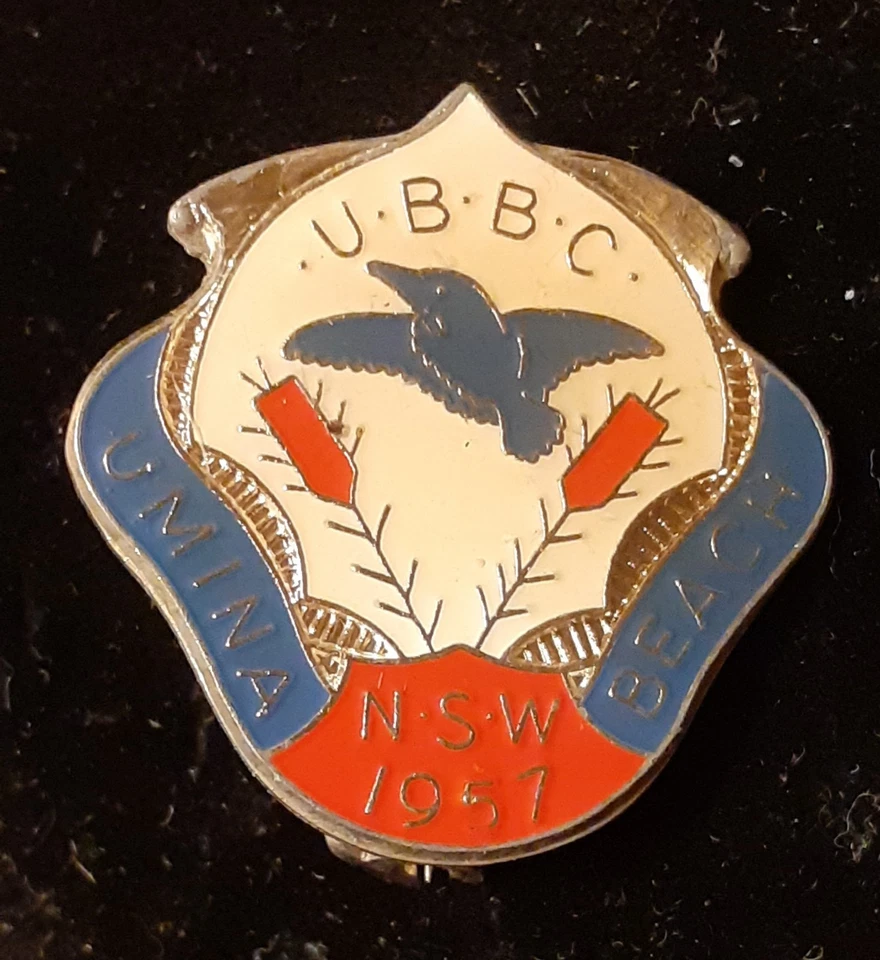 .U.B.B.C.
UMINA
BEACH
N.S.W
1957